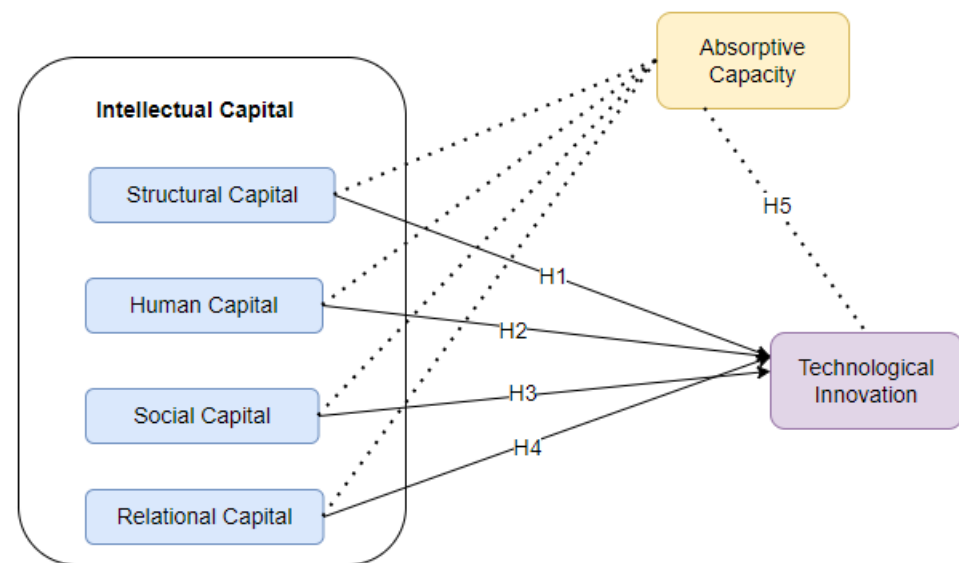 Absorptive
Capacity
Intellectual Capital
Structural Capital
H5
H1
Human Capital
H2
Technological
Innovation
Social Capital
H3
H4
Relational Capital